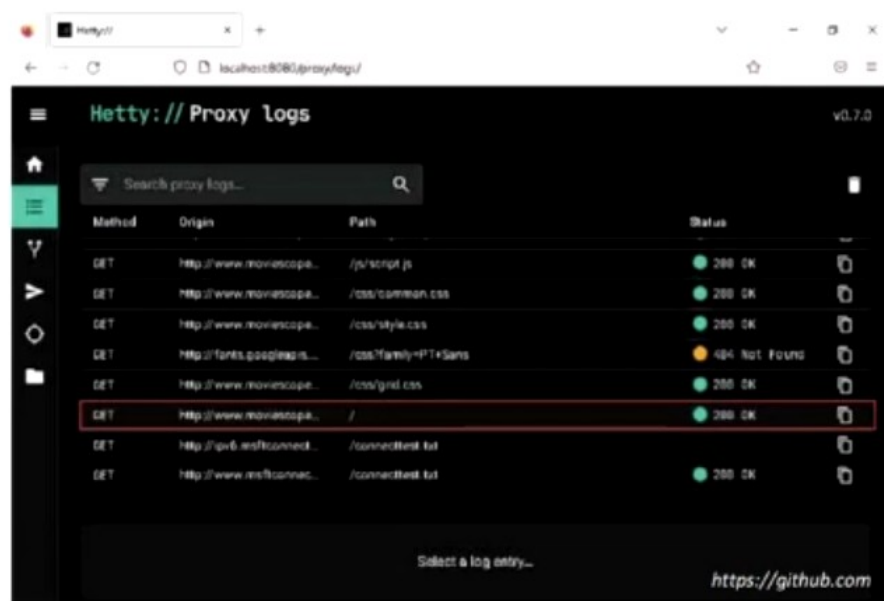 Hetty://
localhost:8080/proxy/logs/
Hetty:// Proxy logs
v0.7.0
Search proxy logs...
Method Origin Path Status
GET http://www.moviescope... /js/script.js 200 OK
GET http://www.moviescope... /css/common.css 200 OK
GET http://www.moviescope... /css/style.css 200 OK
GET http://fonts.googleapis.... /css?family=PT+Sans 404 Not Found
GET http://www.moviescope... /css/grid.css 200 OK
GET http://www.moviescope... / 200 OK
GET http://ipv6.msftconnect... /connecttest.txt
GET http://www.msftconnec... /connecttest.txt 200 OK
Select a log entry...
https://github.com